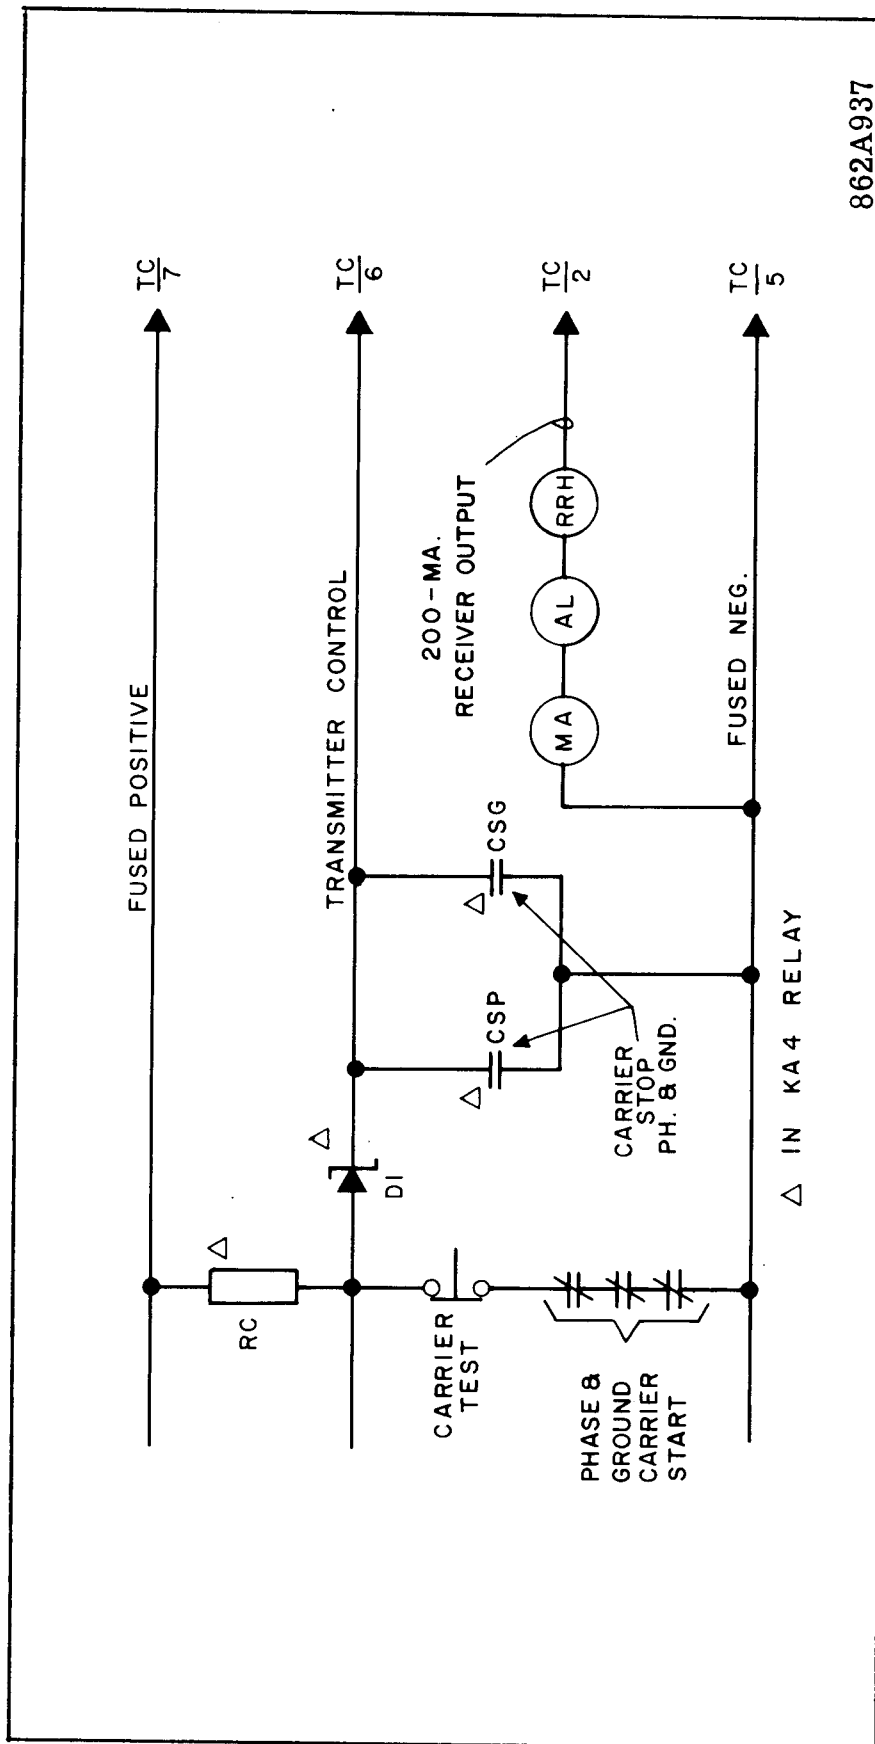 FUSED POSITIVE
TC
7
RC
△
TRANSMITTER CONTROL
TC
6
D1
△
CARRIER
TEST
△
CSP
△
CSG
200-MA.
RECEIVER OUTPUT
MA
AL
RRH
TC
2
PHASE &
GROUND
CARRIER
START
CARRIER
STOP
PH. & GND.
FUSED NEG.
TC
5
△ IN KA4 RELAY
862A937